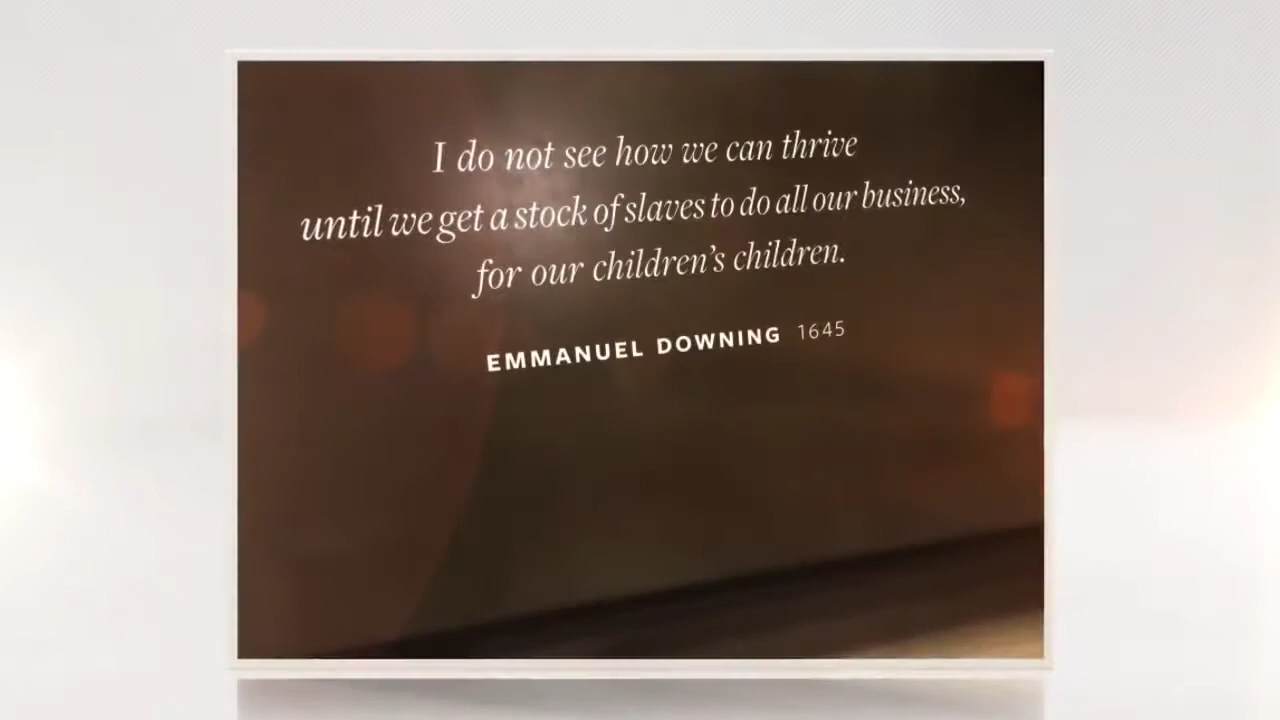 I do not see how we can thrive
until we get a stock of slaves to do all our business,
for our children's children.
EMMANUEL DOWNING 1645